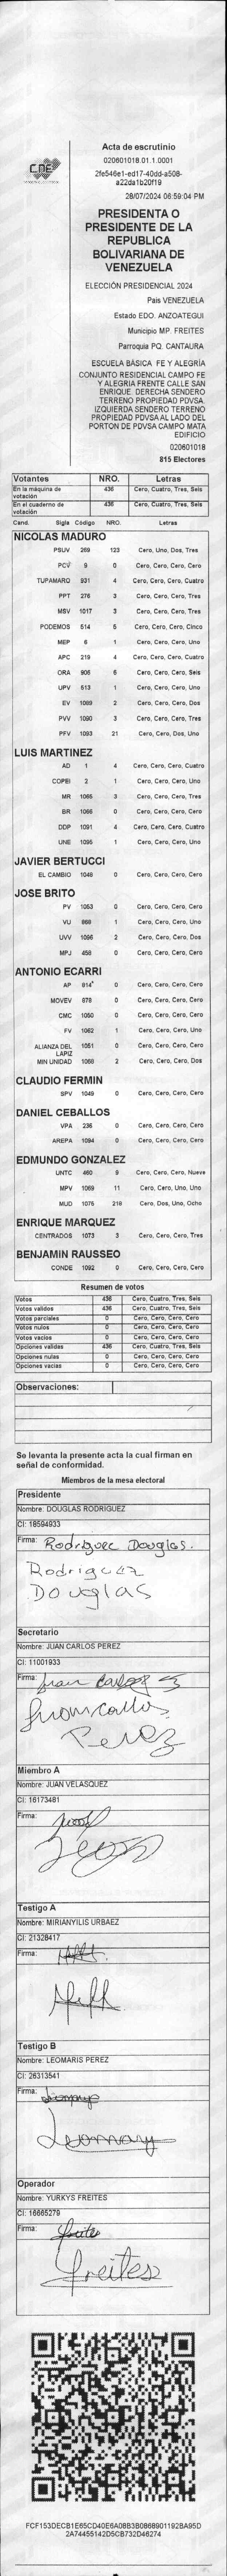 CDE
Acta de escrutinio
020601018.01.1.0001
2fe546e1-ed17-40dd-a508-
a22da1b20f19
28/07/2024 06:59:04 PM
PRESIDENTA O
PRESIDENTE DE LA
REPUBLICA
BOLIVARIANA DE
VENEZUELA
ELECCIÓN PRESIDENCIAL 2024
Pais VENEZUELA
Estado EDO. ANZOATEGUI
Municipio MP. FREITES
Parroquia PQ. CANTAURA
ESCUELA BASICA FE Y ALEGRÍA
CONJUNTO RESIDENCIAL CAMPO FE
Y ALEGRIA FRENTE CALLE SAN
ENRIQUE. DERECHA SENDERO
TERRENO PROPIEDAD PDVSA.
IZQUIERDA SENDERO TERRENO
PROPIEDAD PDVSA AL LADO DEL
PORTON DE PDVSA CAMPO MATA
EDIFICIO
020601018
815 Electores
Votantes NRO. Letras
En la máquina de votación 436 Cero, Cuatro, Tres, Seis
En el cuaderno de votación 436 Cero, Cuatro, Tres, Seis
Cand. Sigla Código NRO. Letras
NICOLAS MADURO
PSUV 269 123 Cero, Uno, Dos, Tres
PCV 9 0 Cero, Cero, Cero, Cero
TUPAMARO 931 4 Cero, Cero, Cero, Cuatro
PPT 276 3 Cero, Cero, Cero, Tres
MSV 1017 3 Cero, Cero, Cero, Tres
PODEMOS 514 5 Cero, Cero, Cero, Cinco
MEP 6 1 Cero, Cero, Cero, Uno
APC 219 4 Cero, Cero, Cero, Cuatro
ORA 906 6 Cero, Cero, Cero, Seis
UPV 513 1 Cero, Cero, Cero, Uno
EV 1089 2 Cero, Cero, Cero, Dos
PVV 1090 3 Cero, Cero, Cero, Tres
PFV 1093 21 Cero, Cero, Dos, Uno
LUIS MARTINEZ
AD 1 4 Cero, Cero, Cero, Cuatro
COPEI 2 1 Cero, Cero, Cero, Uno
MR 1065 3 Cero, Cero, Cero, Tres
BR 1066 0 Cero, Cero, Cero, Cero
DDP 1091 4 Cero, Cero, Cero, Cuatro
UNE 1095 1 Cero, Cero, Cero, Uno
JAVIER BERTUCCI
EL CAMBIO 1048 0 Cero, Cero, Cero, Cero
JOSE BRITO
PV 1053 0 Cero, Cero, Cero, Cero
VU 868 1 Cero, Cero, Cero, Uno
UVV 1096 2 Cero, Cero, Cero, Dos
MPJ 458 0 Cero, Cero, Cero, Cero
ANTONIO ECARRI
AP 814 0 Cero, Cero, Cero, Cero
MOVEV 878 0 Cero, Cero, Cero, Cero
CMC 1050 0 Cero, Cero, Cero, Cero
FV 1062 1 Cero, Cero, Cero, Uno
ALIANZA DEL LAPIZ 1051 0 Cero, Cero, Cero, Cero
MIN UNIDAD 1058 2 Cero, Cero, Cero, Dos
CLAUDIO FERMIN
SPV 1049 0 Cero, Cero, Cero, Cero
DANIEL CEBALLOS
VPA 236 0 Cero, Cero, Cero, Cero
AREPA 1094 0 Cero, Cero, Cero, Cero
EDMUNDO GONZALEZ
UNTC 460 9 Cero, Cero, Cero, Nueve
MPV 1069 11 Cero, Cero, Uno, Uno
MUD 1075 218 Cero, Dos, Uno, Ocho
ENRIQUE MARQUEZ
CENTRADOS 1073 3 Cero, Cero, Cero, Tres
BENJAMIN RAUSSEO
CONDE 1092 0 Cero, Cero, Cero, Cero
Resumen de votos
Votos 436 Cero, Cuatro, Tres, Seis
Votos validos 436 Cero, Cuatro, Tres, Seis
Votos parciales 0 Cero, Cero, Cero, Cero
Votos nulos 0 Cero, Cero, Cero, Cero
Votos vacios 0 Cero, Cero, Cero, Cero
Opciones validas 436 Cero, Cuatro, Tres, Seis
Opciones nulas 0 Cero, Cero, Cero, Cero
Opciones vacias 0 Cero, Cero, Cero, Cero
Observaciones:
Se levanta la presente acta la cual firman en
señal de conformidad.
Miembros de la mesa electoral
Presidente
Nombre: DOUGLAS RODRIGUEZ
CI: 18594933
Firma: Rodriguez Douglas.
Rodriguez
Douglas
Secretario
Nombre: JUAN CARLOS PEREZ
CI: 11001933
Firma: Juan Carlos
Juan carlos
Perez
Miembro A
Nombre: JUAN VELASQUEZ
CI: 16173481
Firma:
Testigo A
Nombre: MIRIANYILIS URBAEZ
CI: 21328417
Firma:
Testigo B
Nombre: LEOMARIS PEREZ
CI: 26313541
Firma:
Leomary
Operador
Nombre: YURKYS FREITES
CI: 16665279
Firma: freites
freites
FCF153DECB1E65CD40E6A08B3B0868901192BA95D
2A74455142D5CB732D46274